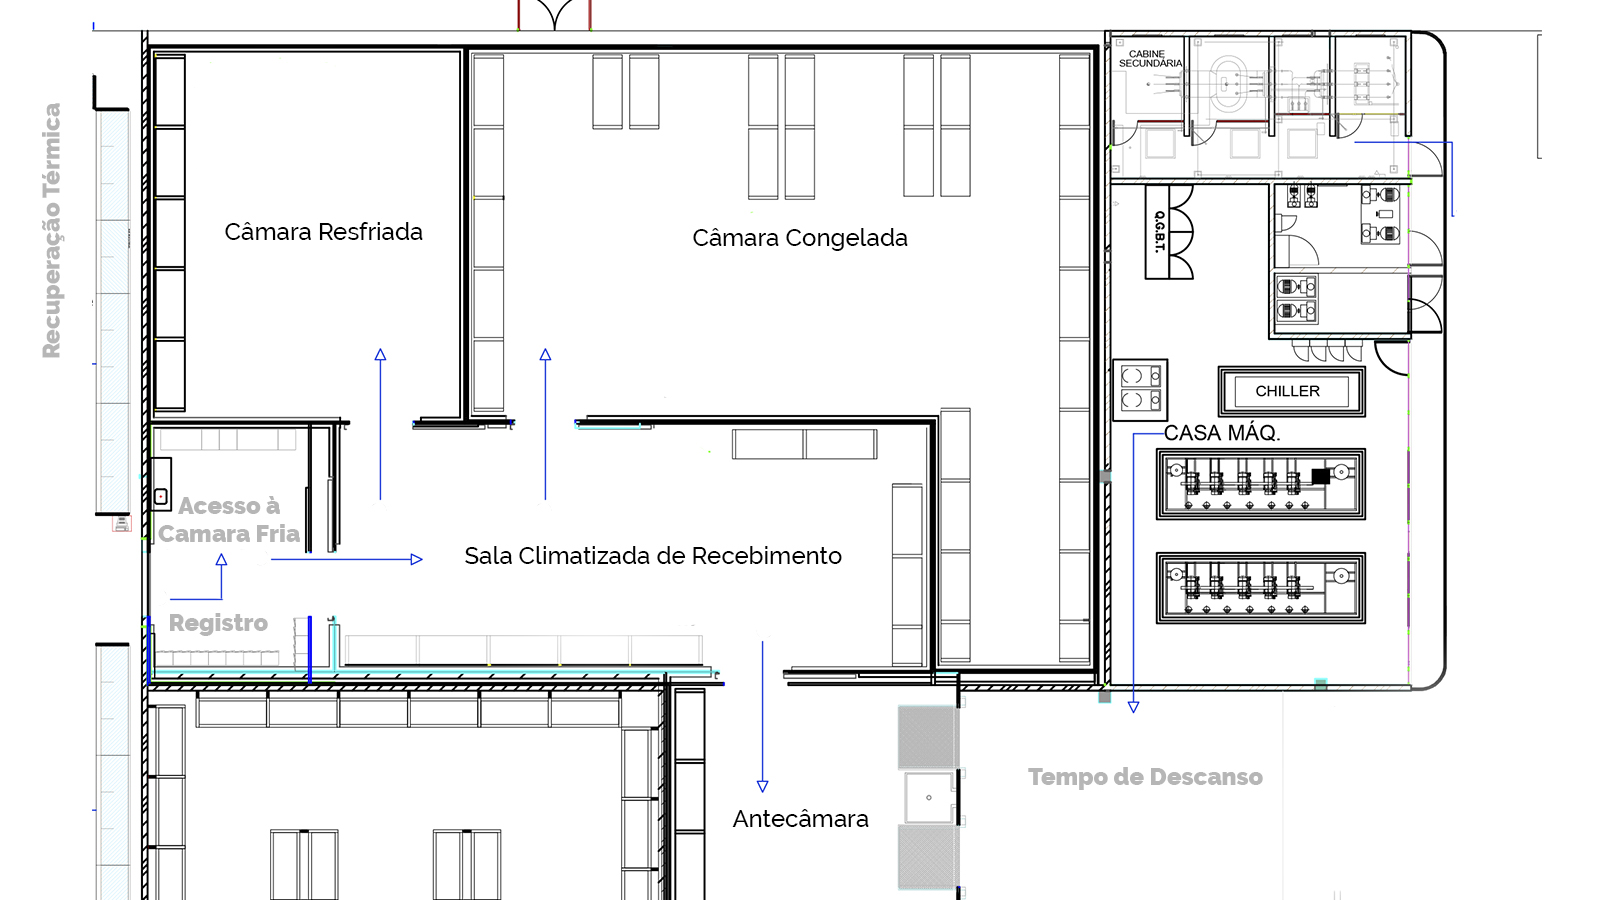 CABINE
SECUNDÁRIA
Recuperação Térmica
Câmara Resfriada
Câmara Congelada
Q.G.B.T.
CHILLER
CASA MÁQ.
Acesso à
Camara Fria
Sala Climatizada de Recebimento
Registro
Tempo de Descanso
Antecâmara